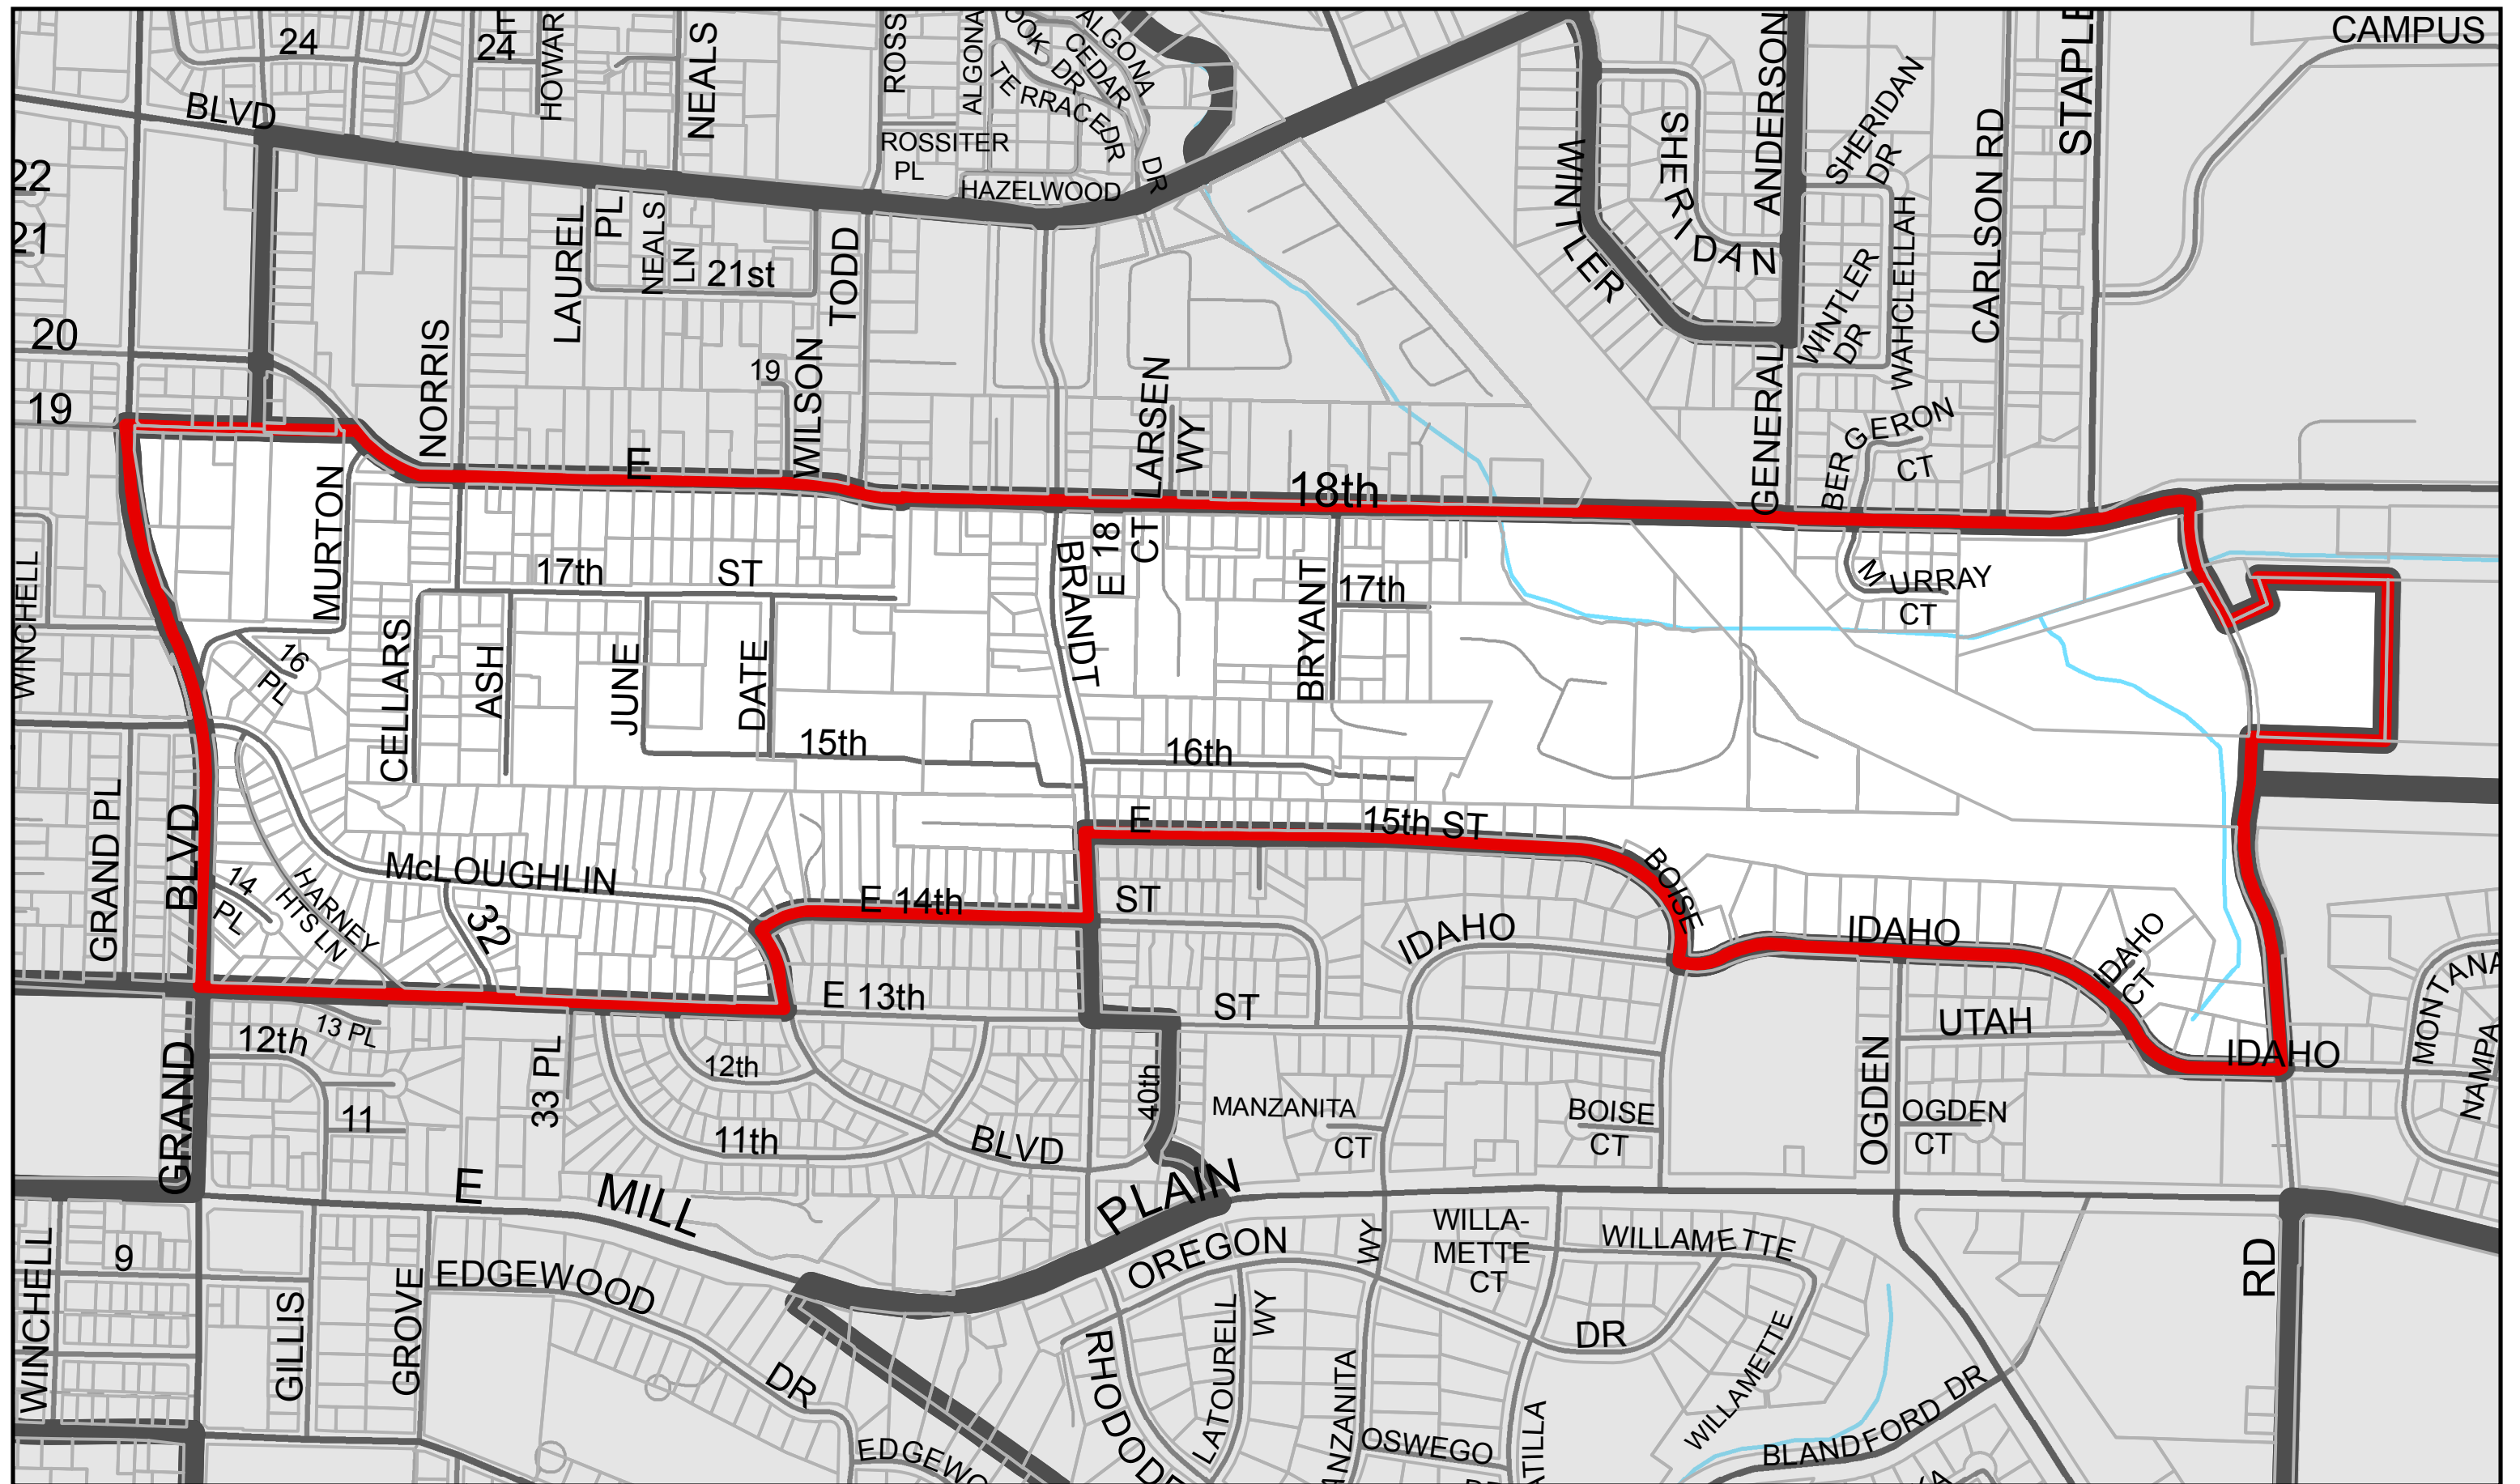 24
E
24
HOWAR
NEALS
ROSS
ALGONA
OOK
DR
CEDAR
ALGONA
TERRACE DR
DR
CAMPUS
STAPLE
BLVD
ROSSITER
PL
HAZELWOOD
WINTLER
SHERIDAN
ANDERSON
SHERIDAN
DR
CARLSON RD
22
21
20
19
LAUREL
PL
NEALS
LN
21st
TODD
NORRIS
19
WILSON
LARSEN
WY
GENERAL
WINTLER
DR
WAHCLELLAH
BERGERON
CT
E
18th
MURTON
17th
ST
BRANDT
E 18
CT
BRYANT
17th
MURRAY
CT
WINCHELL
16
PL
CELLARS
ASH
JUNE
DATE
15th
16th
GRAND PL
BLVD
McLOUGHLIN
14
PL
HARNEY
HTS LN
32
E 14th
ST
E
15th ST
BOISE
IDAHO
IDAHO
IDAHO
CT
E 13th
ST
12th
13 PL
33 PL
12th
11
11th
BLVD
40th
GRAND
MANZANITA
CT
BOISE
CT
OGDEN
OGDEN
CT
UTAH
IDAHO
MONTANA
NAMPA
E
MILL
PLAIN
WINCHELL
9
GILLIS
GROVE
EDGEWOOD
DR
EDGEWO
OREGON
RHODODE
LATOURELL
WY
WY
MANZANITA
WILLA-
METTE
CT
WILLAMETTE
DR
WILLAMETTE
OSWEGO
ATILLA
BLANDFORD DR
RD